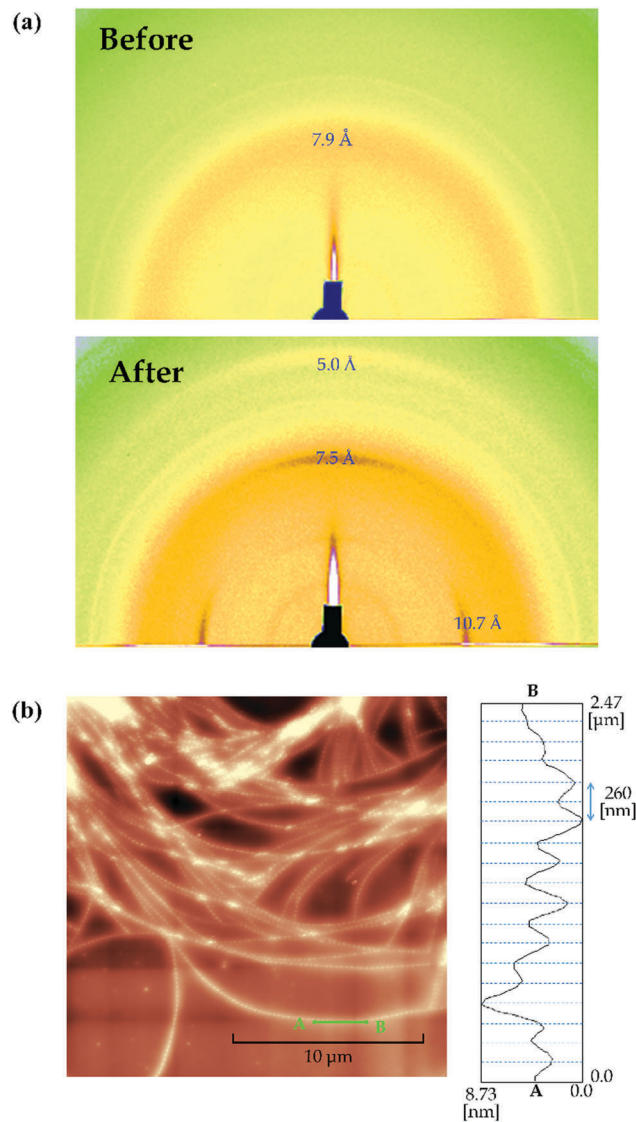 (a)
Before
7.9 Å
After
5.0 Å
7.5 Å
10.7 Å
(b)
A
B
10 μm
B
2.47
[μm]
260
[nm]
0.0
8.73
A
0.0
[nm]